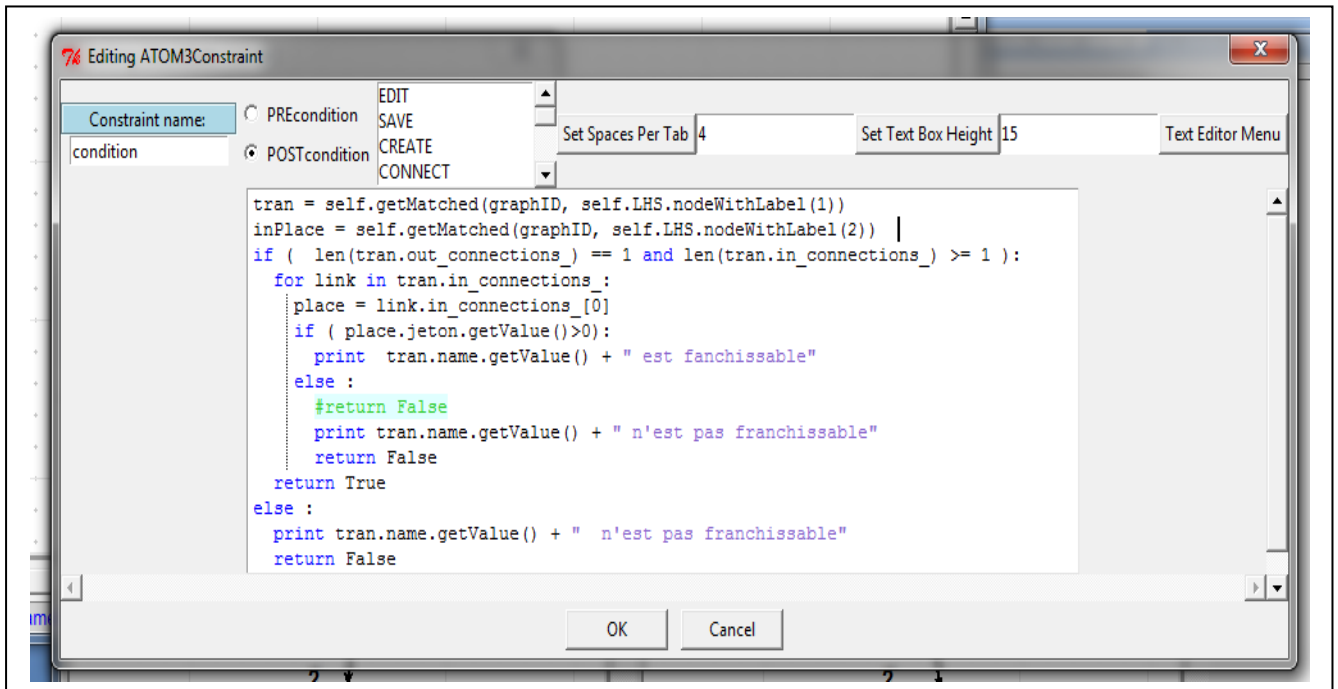 Editing ATOM3Constraint
Constraint name:
condition
PREcondition
POSTcondition
EDIT
SAVE
CREATE
CONNECT
Set Spaces Per Tab 4
Set Text Box Height 15
Text Editor Menu
tran = self.getMatched(graphID, self.LHS.nodeWithLabel(1))
inPlace = self.getMatched(graphID, self.LHS.nodeWithLabel(2))
if (  len(tran.out_connections_) == 1 and len(tran.in_connections_) >= 1 ):
  for link in tran.in_connections_:
    place = link.in_connections_[0]
    if ( place.jeton.getValue()>0):
      print  tran.name.getValue() + " est fanchissable"
    else :
      #return False
      print tran.name.getValue() + " n'est pas franchissable"
      return False
  return True
else :
  print tran.name.getValue() + "  n'est pas franchissable"
  return False
OK
Cancel
2
2